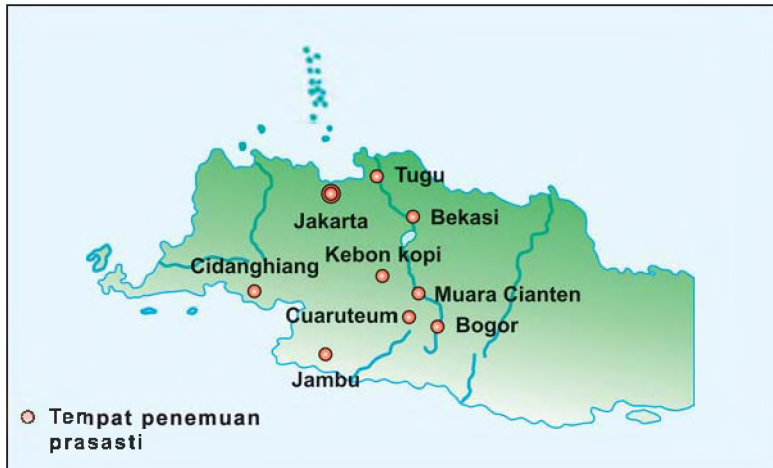 Tugu
Jakarta
Bekasi
Kebon kopi
Cidanghiang
Muara Cianten
Cuaruteum
Bogor
Jambu
Tempat penemuan
prasasti